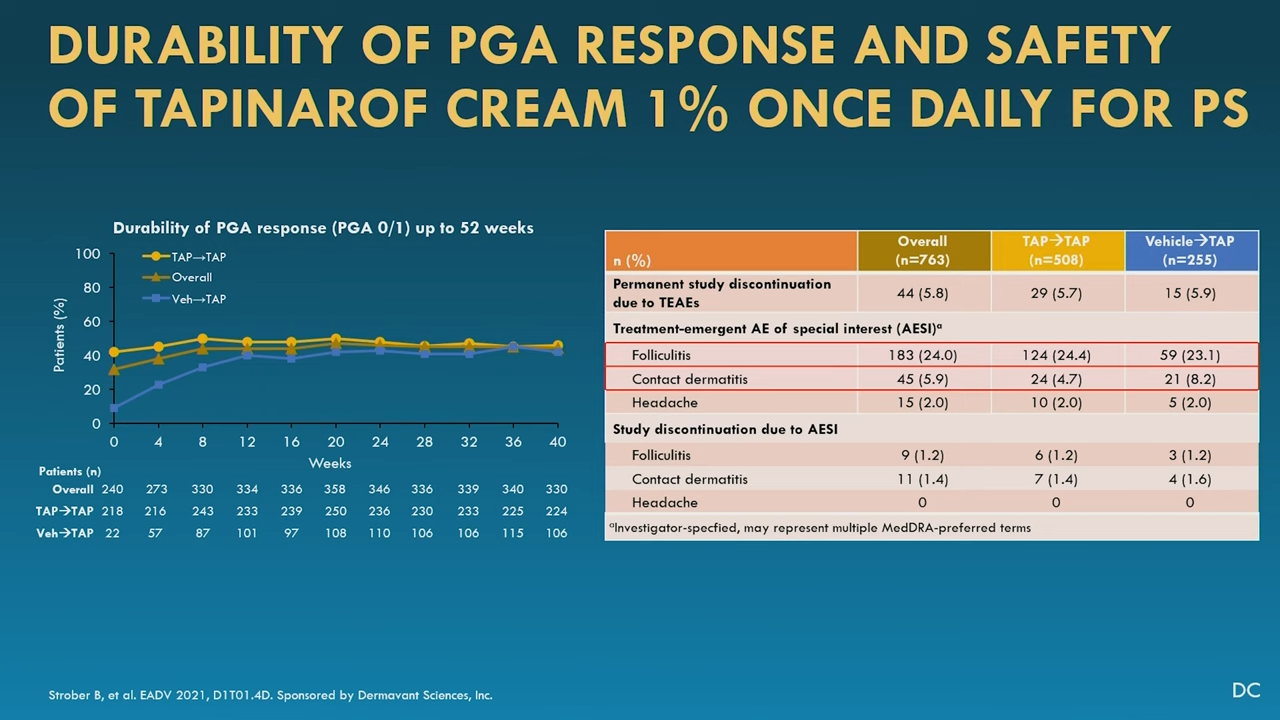 DURABILITY OF PGA RESPONSE AND SAFETY
OF TAPINAROF CREAM 1% ONCE DAILY FOR PS
Durability of PGA response (PGA 0/1) up to 52 weeks
Patients (%)
100
80
60
40
20
0
TAP→TAP
Overall
Veh→TAP
0 4 8 12 16 20 24 28 32 36 40
Weeks
Patients (n)
Overall 240 273 330 334 336 358 346 336 339 340 330
TAP→TAP 218 216 243 233 239 250 236 230 233 225 224
Veh→TAP 22 57 87 101 97 108 110 106 106 115 106
n (%) Overall (n=763) TAP→TAP (n=508) Vehicle→TAP (n=255)
Permanent study discontinuation
due to TEAEs 44 (5.8) 29 (5.7) 15 (5.9)
Treatment-emergent AE of special interest (AESI)ᵃ
Folliculitis 183 (24.0) 124 (24.4) 59 (23.1)
Contact dermatitis 45 (5.9) 24 (4.7) 21 (8.2)
Headache 15 (2.0) 10 (2.0) 5 (2.0)
Study discontinuation due to AESI
Folliculitis 9 (1.2) 6 (1.2) 3 (1.2)
Contact dermatitis 11 (1.4) 7 (1.4) 4 (1.6)
Headache 0 0 0
ᵃInvestigator-specfied, may represent multiple MedDRA-preferred terms
Strober B, et al. EADV 2021, D1T01.4D. Sponsored by Dermavant Sciences, Inc.
DC